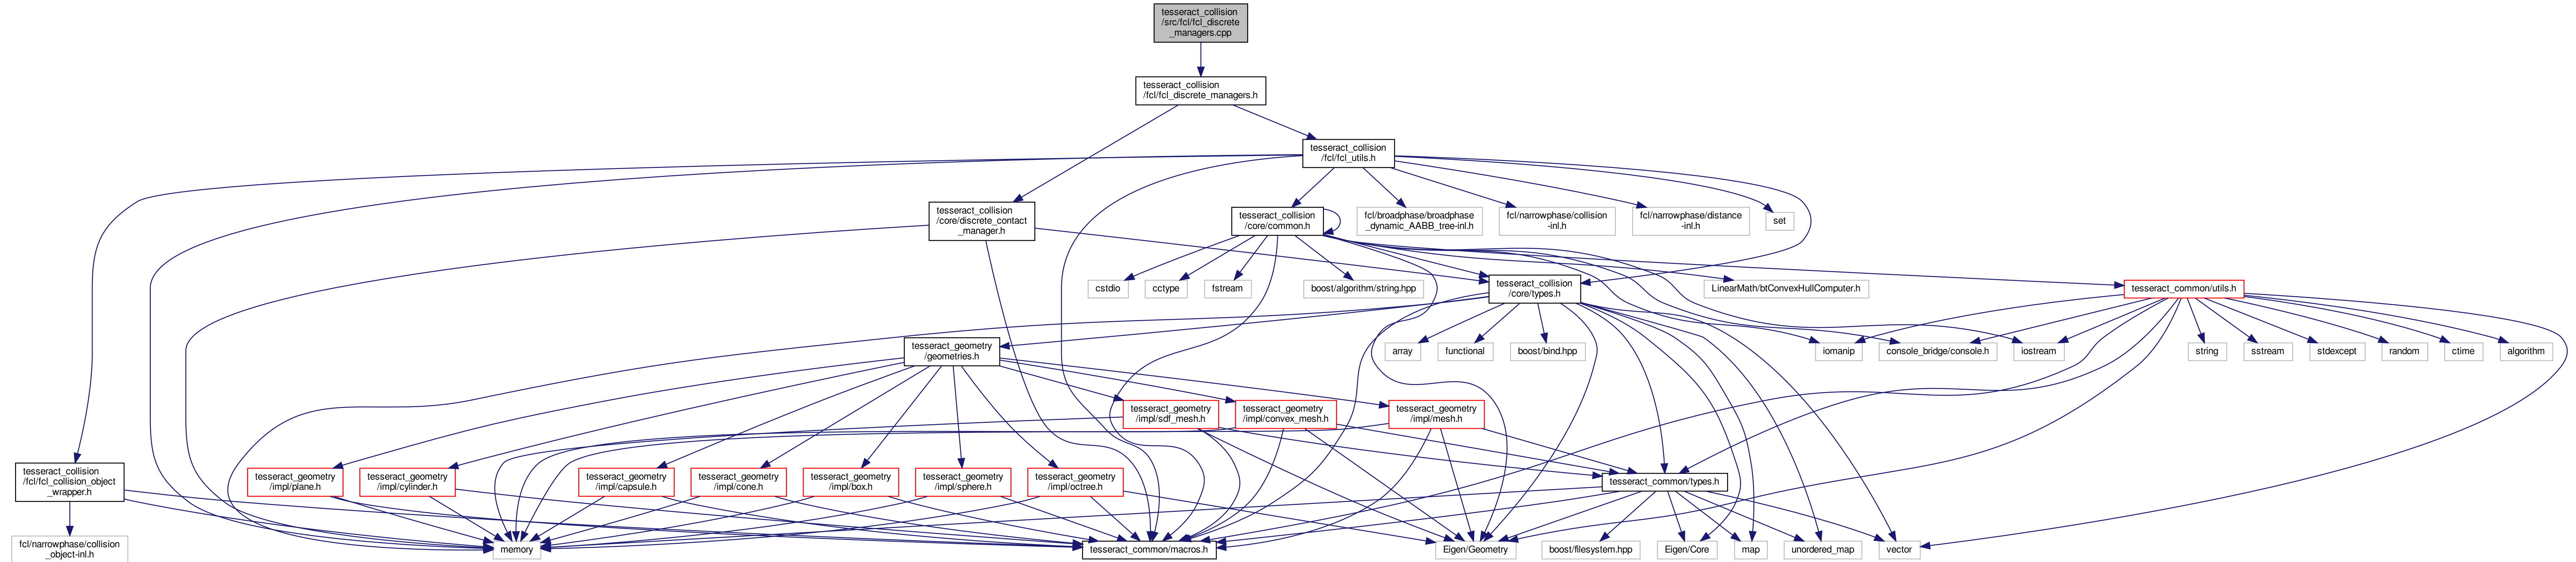 tesseract_collision
/src/fcl/fcl_discrete
_managers.cpp
tesseract_collision
/fcl/fcl_discrete_managers.h
tesseract_collision
/fcl/fcl_utils.h
tesseract_collision
/core/discrete_contact
_manager.h
tesseract_collision
/core/common.h
fcl/broadphase/broadphase
_dynamic_AABB_tree-inl.h
fcl/narrowphase/collision
-inl.h
fcl/narrowphase/distance
-inl.h
set
cstdio
cctype
fstream
boost/algorithm/string.hpp
tesseract_collision
/core/types.h
LinearMath/btConvexHullComputer.h
tesseract_common/utils.h
tesseract_geometry
/geometries.h
array
functional
boost/bind.hpp
iomanip
console_bridge/console.h
iostream
string
sstream
stdexcept
random
ctime
algorithm
tesseract_geometry
/impl/sdf_mesh.h
tesseract_geometry
/impl/convex_mesh.h
tesseract_geometry
/impl/mesh.h
tesseract_collision
/fcl/fcl_collision_object
_wrapper.h
tesseract_geometry
/impl/plane.h
tesseract_geometry
/impl/cylinder.h
tesseract_geometry
/impl/capsule.h
tesseract_geometry
/impl/cone.h
tesseract_geometry
/impl/box.h
tesseract_geometry
/impl/sphere.h
tesseract_geometry
/impl/octree.h
tesseract_common/types.h
fcl/narrowphase/collision
_object-inl.h
memory
tesseract_common/macros.h
Eigen/Geometry
boost/filesystem.hpp
Eigen/Core
map
unordered_map
vector